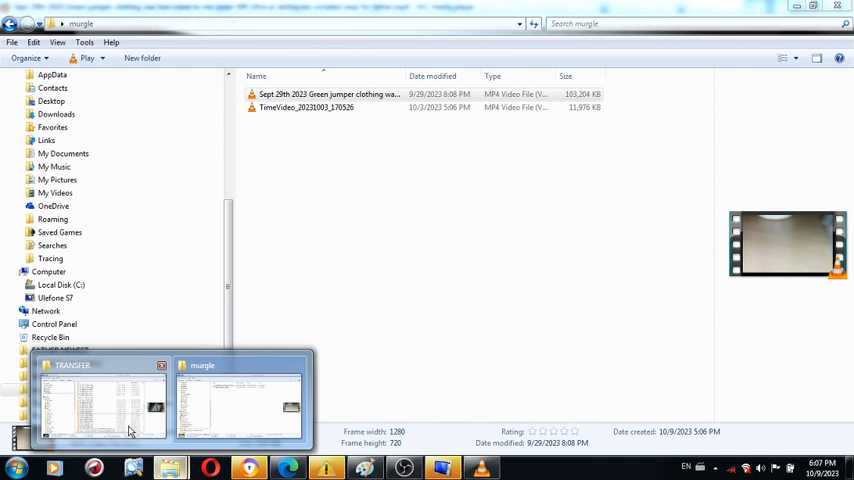 murgle
Search murgle
File Edit View Tools Help
Organize Play New folder
Name Date modified Type Size
AppData
Contacts
Desktop
Downloads
Favorites
Links
My Documents
My Music
My Pictures
My Videos
OneDrive
Roaming
Saved Games
Searches
Tracing
Computer
Local Disk (C:)
Ulefone S7
Network
Control Panel
Recycle Bin
Sept 29th 2023 Green jumper clothing wa... 9/29/2023 8:08 PM MP4 Video File (V... 103,204 KB
TimeVideo_20231003_170526 10/3/2023 5:06 PM MP4 Video File (V... 11,976 KB
TRANSFER murgle
Frame width: 1280 Rating: Date created: 10/9/2023 5:06 PM
Frame height: 720 Date modified: 9/29/2023 8:08 PM
EN 6:07 PM
10/9/2023